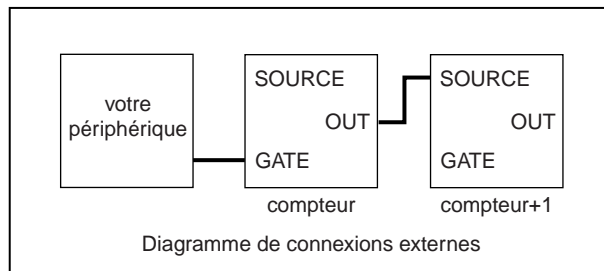 votre
périphérique
SOURCE
OUT
GATE
compteur
SOURCE
OUT
GATE
compteur+1
Diagramme de connexions externes